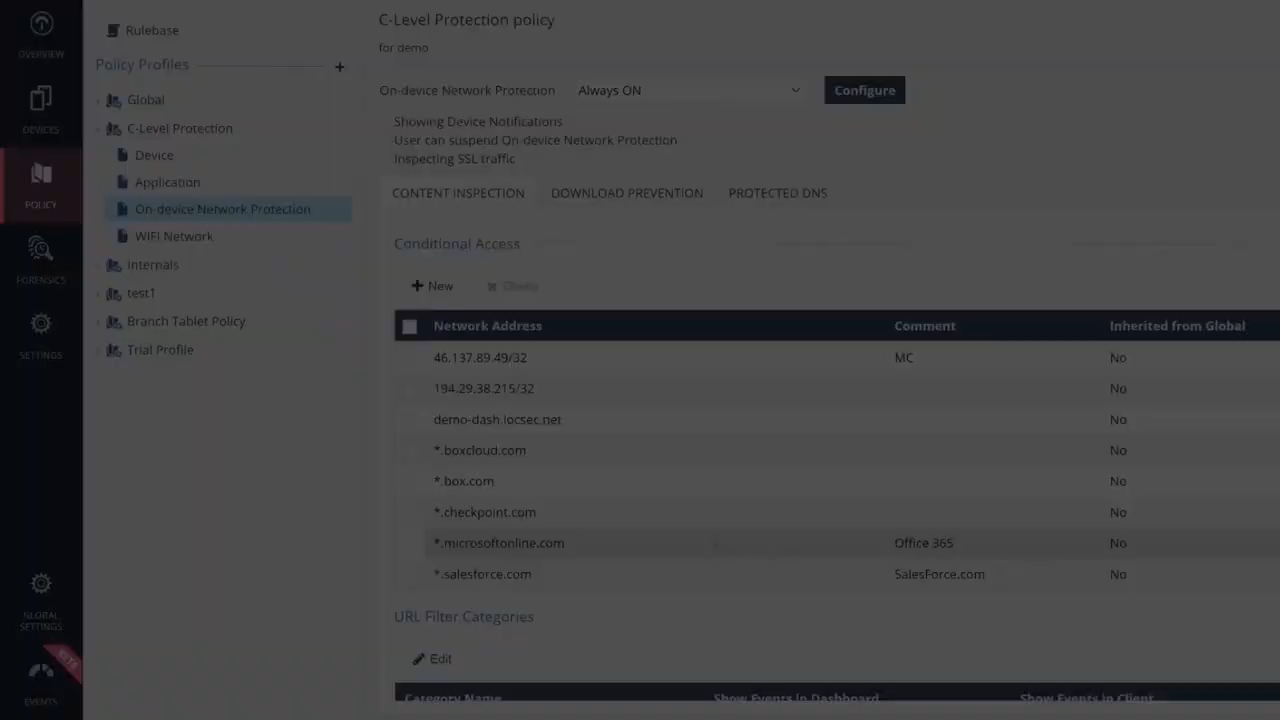 OVERVIEW
DEVICES
POLICY
FORENSICS
SETTINGS
GLOBAL
SETTINGS
BETA
EVENTS
Rulebase
Policy Profiles
Global
C-Level Protection
Device
Application
On-device Network Protection
WIFI Network
Internals
test1
Branch Tablet Policy
Trial Profile
C-Level Protection policy
for demo
On-device Network Protection Always ON Configure
Showing Device Notifications
User can suspend On-device Network Protection
Inspecting SSL traffic
CONTENT INSPECTION DOWNLOAD PREVENTION PROTECTED DNS
Conditional Access
New Delete
Network Address Comment Inherited from Global
46.137.89.49/32 MC No
194.29.38.215/32 No
demo-dash.locsec.net No
*.boxcloud.com No
*.box.com No
*.checkpoint.com No
*.microsoftonline.com Office 365 No
*.salesforce.com SalesForce.com No
URL Filter Categories
Edit
Category Name Show Events in Dashboard Show Events in Client